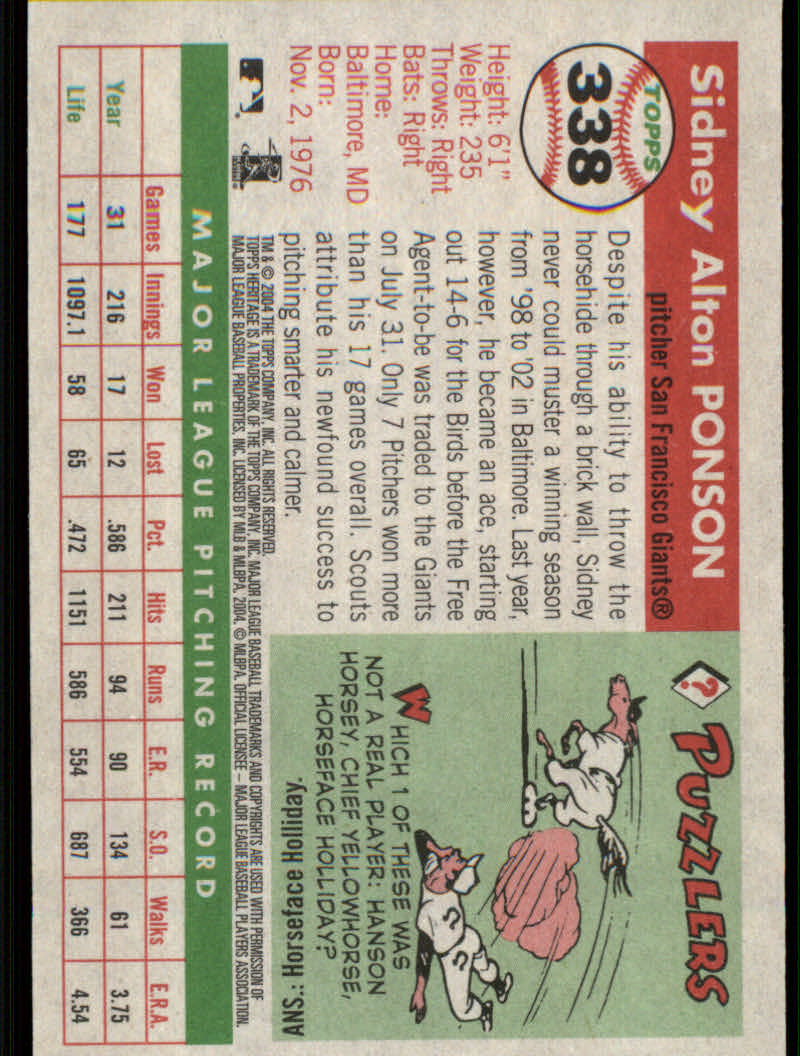 Sidney Alton PONSON
pitcher San Francisco Giants®
TOPPS
338
Height: 6'1"
Weight: 235
Throws: Right
Bats: Right
Home:
Baltimore, MD
Born:
Nov. 2, 1976
Despite his ability to throw the
horsehide through a brick wall, Sidney
never could muster a winning season
from '98 to '02 in Baltimore. Last year,
however, he became an ace, starting
out 14-6 for the Birds before the Free
Agent-to-be was traded to the Giants
on July 31. Only 7 Pitchers won more
than his 17 games overall. Scouts
attribute his newfound success to
pitching smarter and calmer.
? PUZZLERS
WHICH 1 OF THESE WAS
NOT A REAL PLAYER: HANSON
HORSEY, CHIEF YELLOWHORSE,
HORSEFACE HOLLIDAY?
ANS.: Horseface Holliday.
TM & © 2004 THE TOPPS COMPANY, INC. ALL RIGHTS RESERVED.
TOPPS HERITAGE IS A TRADEMARK OF THE TOPPS COMPANY, INC. MAJOR LEAGUE BASEBALL TRADEMARKS AND COPYRIGHTS ARE USED WITH PERMISSION OF
MAJOR LEAGUE BASEBALL PROPERTIES, INC. LICENSED BY MLB & MLBPA, 2004. © MLBPA. OFFICIAL LICENSEE – MAJOR LEAGUE BASEBALL PLAYERS ASSOCIATION.
MAJOR LEAGUE PITCHING RECORD
Games Innings Won Lost Pct. Hits Runs E.R. S.O. Walks E.R.A.
Year 31 216 17 12 .586 211 94 90 134 61 3.75
Life 177 1097.1 58 65 .472 1151 586 554 687 366 4.54